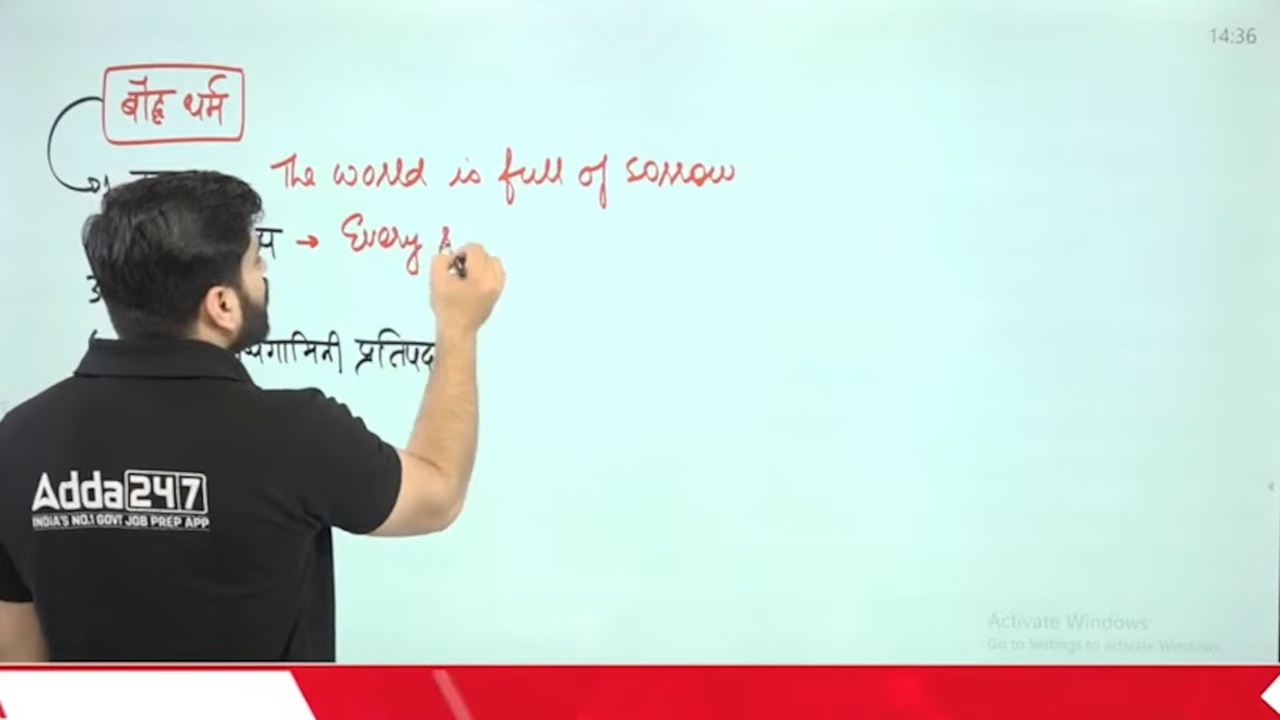 14:36
बौद्ध धर्म
The world is full of sorrow
→ Every
प्रतिपद
Adda247
INDIA'S NO.1 GOVT JOB PREP APP
Activate Windows
Go to Settings to activate Windows.